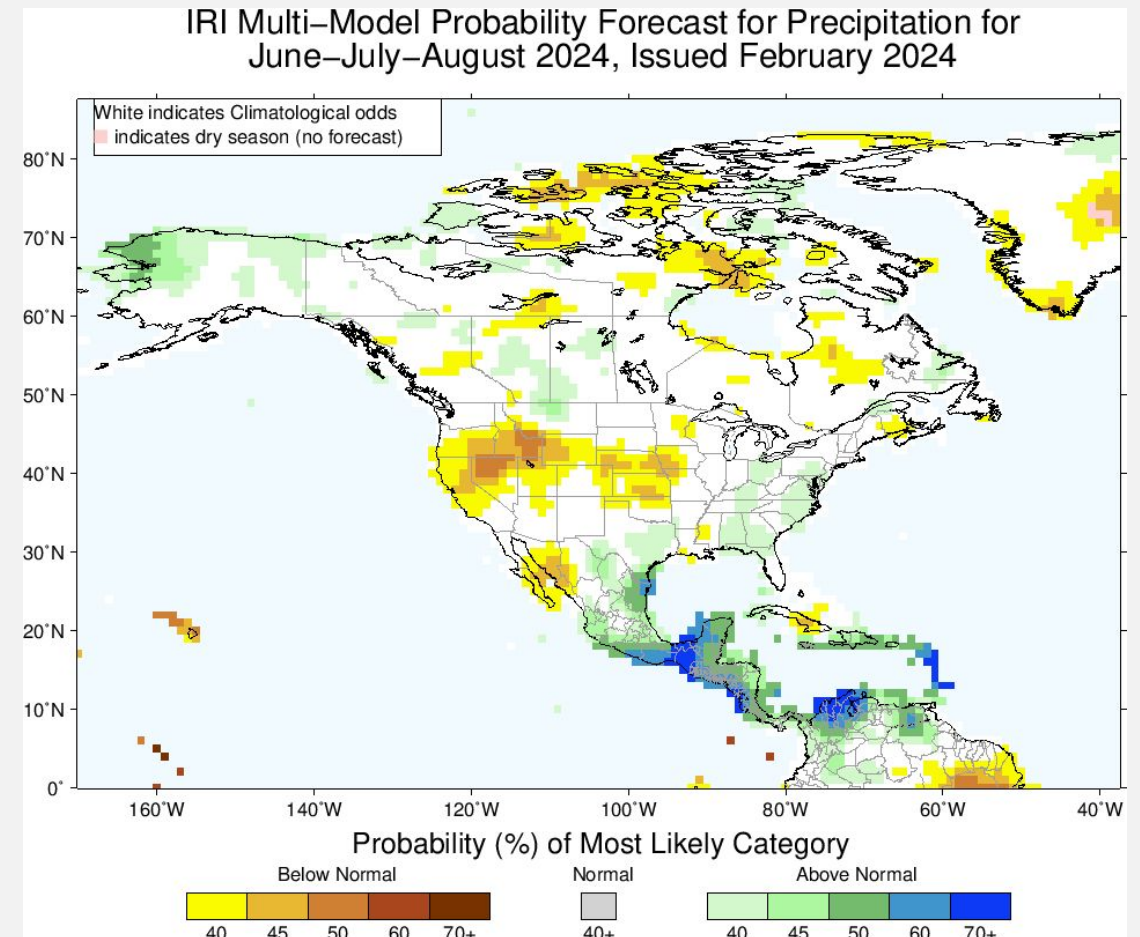 IRI Multi−Model Probability Forecast for Precipitation for
June−July−August 2024, Issued February 2024
White indicates Climatological odds
indicates dry season (no forecast)
80°N
70°N
60°N
50°N
40°N
30°N
20°N
10°N
0°
160°W 140°W 120°W 100°W 80°W 60°W 40°W
Probability (%) of Most Likely Category
Below Normal Normal Above Normal
40 45 50 60 70+ 40+ 40 45 50 60 70+